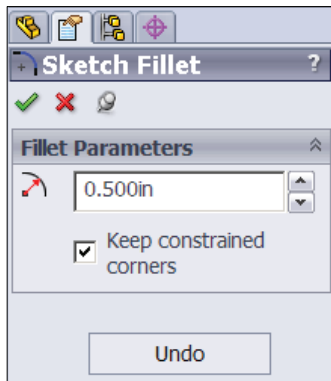 Sketch Fillet ?
Fillet Parameters
0.500in
Keep constrained
corners
Undo